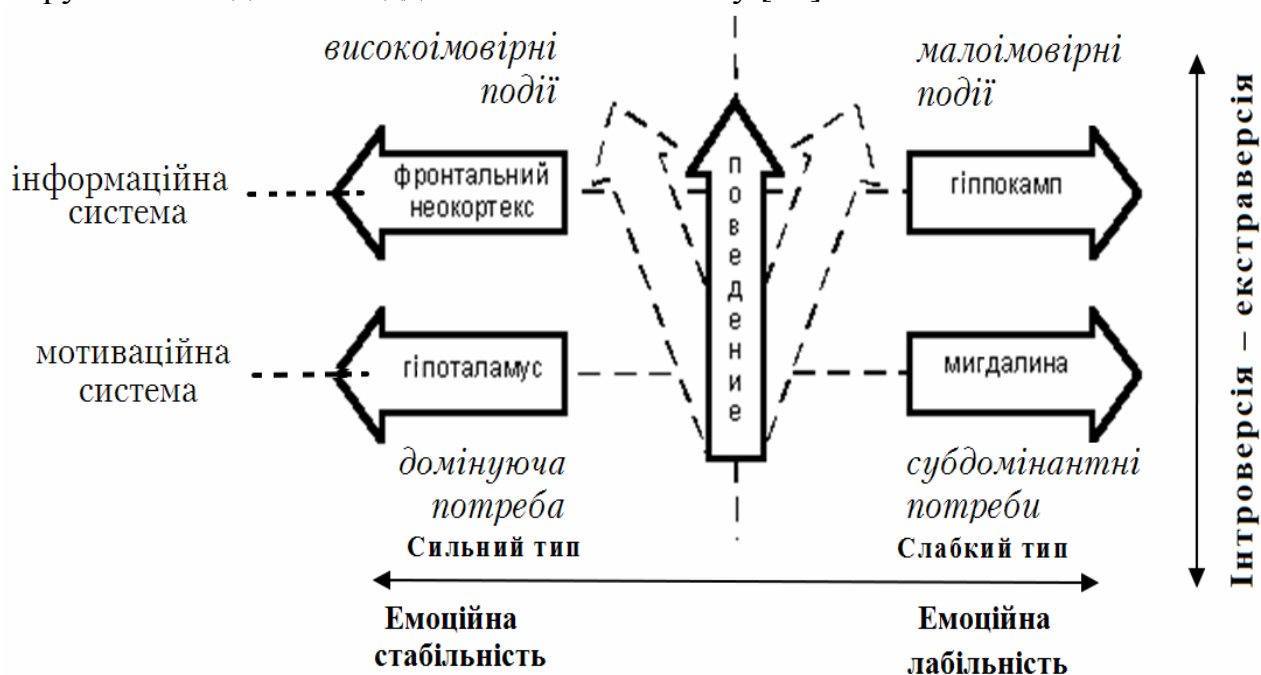 високоімовірні
події
малоімовірні
події
інформаційна
система
фронтальний
неокортекс
поведение
гіппокамп
мотиваційна
система
гіпоталамус
мигдалина
домінуюча
потреба
субдомінантні
потреби
Сильний тип
Слабкий тип
Емоційна
стабільність
Емоційна
лабільність
Інтроверсія – екстраверсія